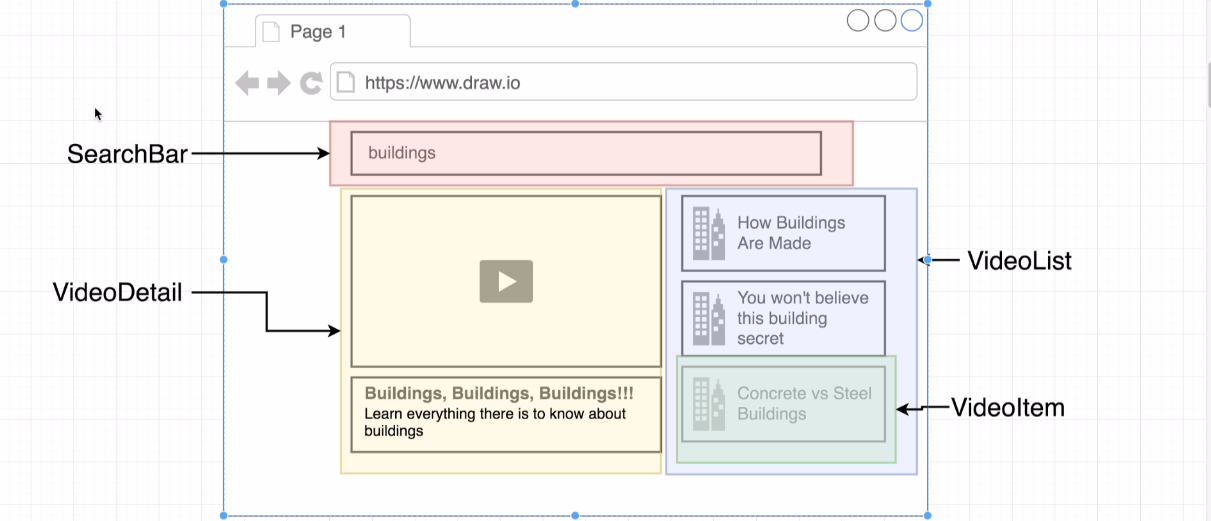 Page 1
https://www.draw.io
SearchBar
buildings
How Buildings
Are Made
VideoList
VideoDetail
You won't believe
this building
secret
Buildings, Buildings, Buildings!!!
Learn everything there is to know about
buildings
Concrete vs Steel
Buildings
VideoItem